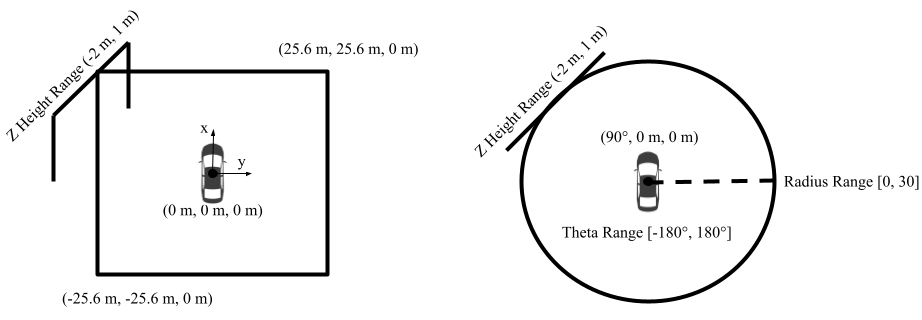 (25.6 m, 25.6 m, 0 m)
Z Height Range (-2 m, 1 m)
x
y
(0 m, 0 m, 0 m)
(-25.6 m, -25.6 m, 0 m)
Z Height Range (-2 m, 1 m)
(90°, 0 m, 0 m)
Radius Range [0, 30]
Theta Range [-180°, 180°]